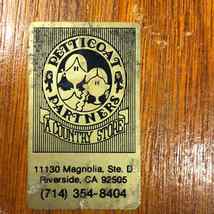 PETTICOAT
PARTNERS
A COUNTRY STORE
11130 Magnolia, Ste. D
Riverside, CA 92505
(714) 354-8404